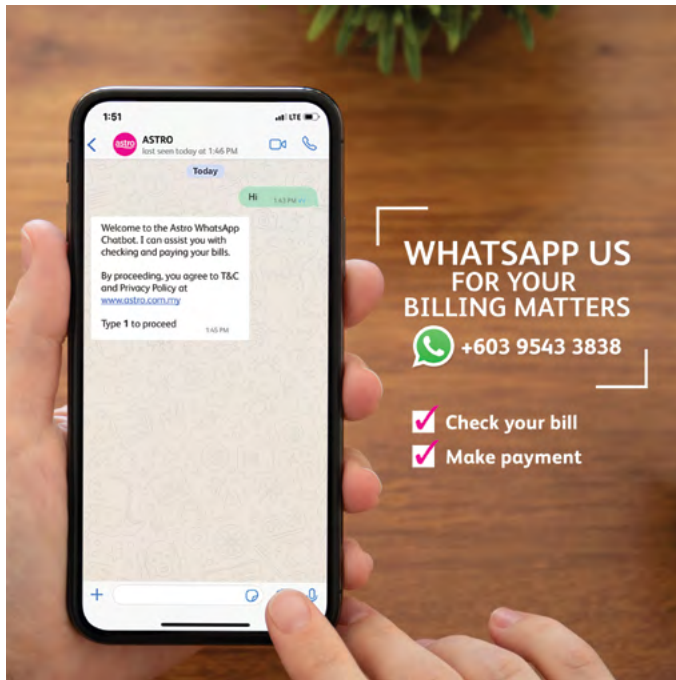 1:51
LTE
astro
ASTRO
last seen today at 1:46 PM
Today
Hi
Welcome to the Astro WhatsApp
Chatbot. I can assist you with
checking and paying your bills.
By proceeding, you agree to T&C
and Privacy Policy at
www.astro.com.my
Type 1 to proceed
1:45 PM
WHATSAPP US
FOR YOUR
BILLING MATTERS
+603 9543 3838
Check your bill
Make payment